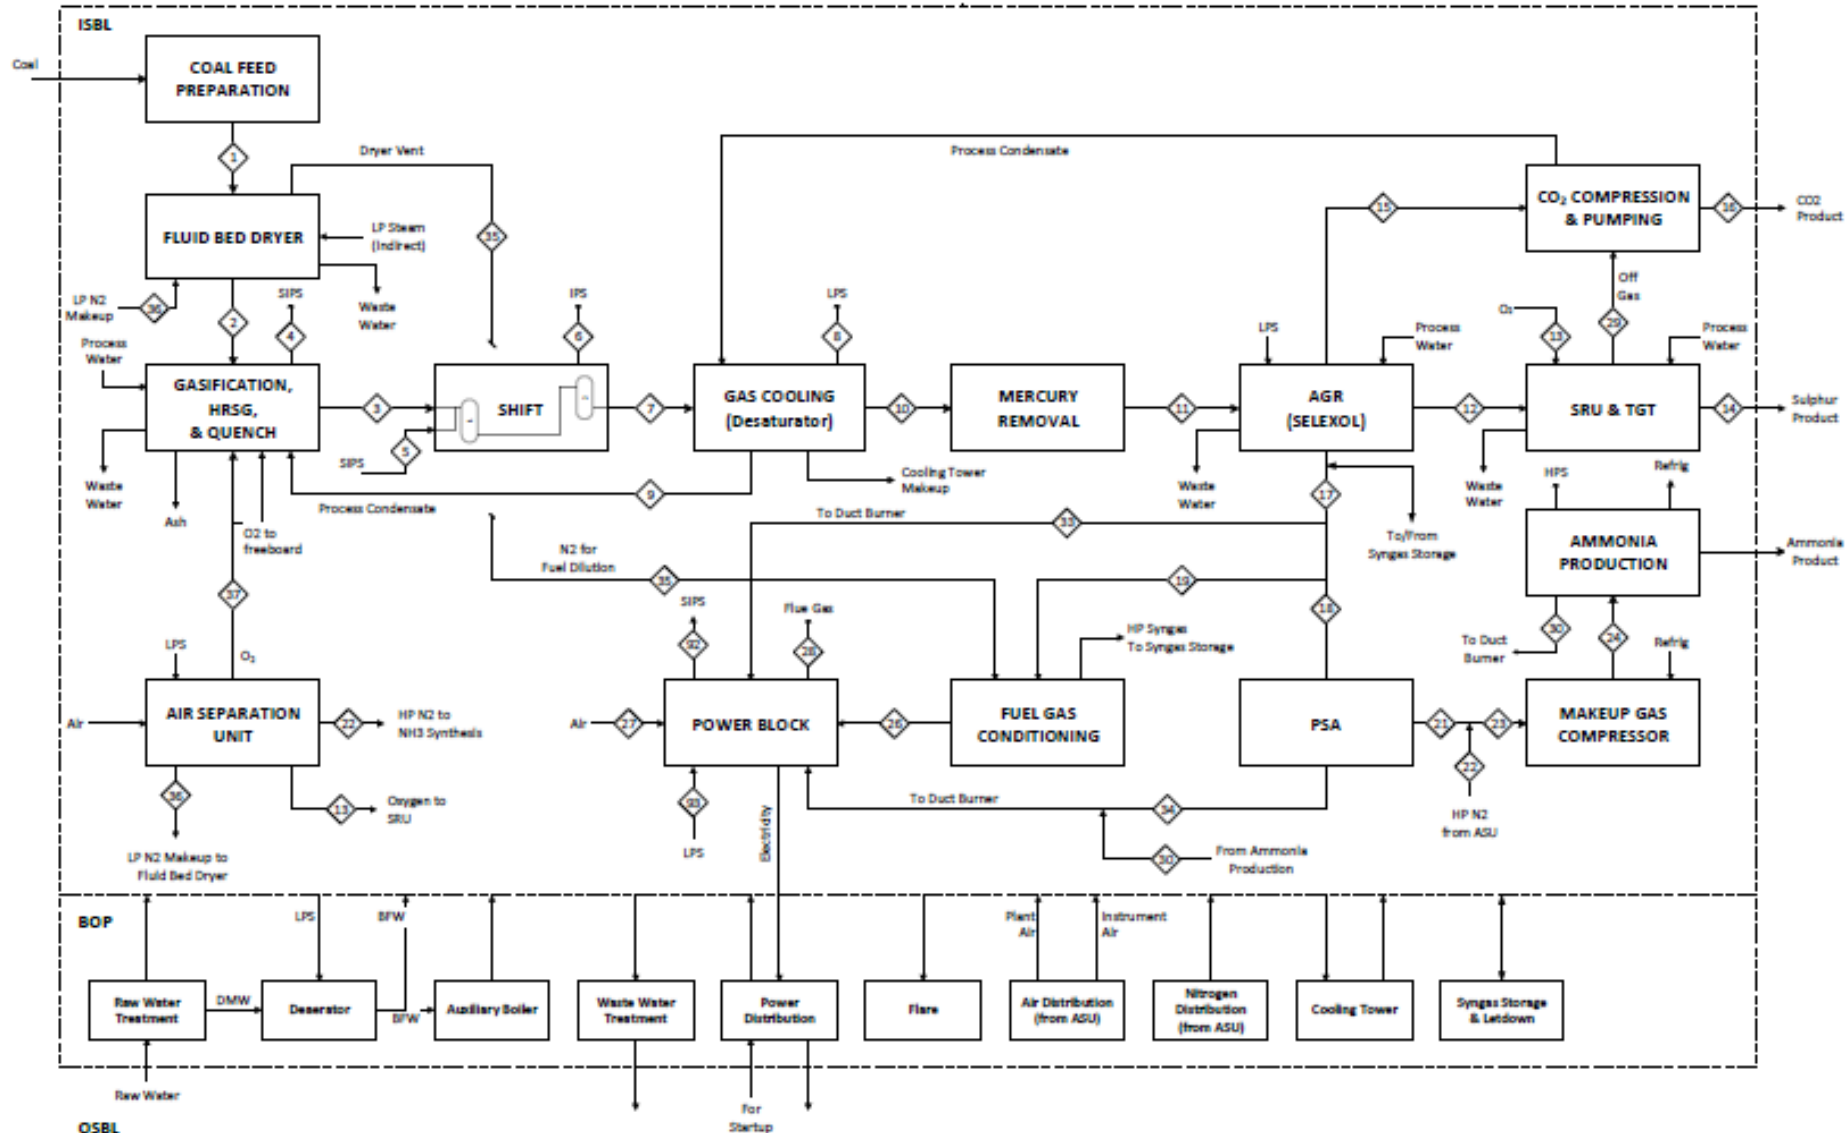 ISBL
Coal
COAL FEED
PREPARATION
1
Dryer Vent
Process Condensate
FLUID BED DRYER
LP Steam
(Indirect)
35
15
CO₂ COMPRESSION
& PUMPING
16
CO2
Product
LP N2
Makeup
36
2
SIPS
4
Waste
Water
IPS
6
LPS
8
LPS
Process
Water
O₂
13
Off
Gas
29
Process
Water
Process
Water
GASIFICATION,
HRSG,
& QUENCH
3
SHIFT
7
GAS COOLING
(Desaturator)
10
MERCURY
REMOVAL
11
AGR
(SELEXOL)
12
SRU & TGT
14
Sulphur
Product
SIPS
5
Waste
Water
Ash
Process Condensate
9
Cooling Tower
Makeup
Waste
Water
17
Waste
Water
HPS
Refrig
O2 to
freeboard
To Duct Burner
33
To/From
Syngas Storage
AMMONIA
PRODUCTION
Ammonia
Product
37
N2 for
Fuel Dilution
35
19
18
SIPS
92
Flue Gas
28
HP Syngas
To Syngas Storage
To Duct
Burner
30
24
Refrig
LPS
O₂
Air
AIR SEPARATION
UNIT
22
HP N2 to
NH3 Synthesis
Air
27
POWER BLOCK
26
FUEL GAS
CONDITIONING
PSA
21
23
MAKEUP GAS
COMPRESSOR
22
HP N2
from ASU
36
13
Oxygen to
SRU
93
LPS
Electricity
To Duct Burner
34
30
From Ammonia
Production
LP N2 Makeup to
Fluid Bed Dryer
BOP
LPS
BFW
Plant
Air
Instrument
Air
Raw Water
Treatment
DMW
Deaerator
BFW
Auxiliary Boiler
Waste Water
Treatment
Power
Distribution
Flare
Air Distribution
(from ASU)
Nitrogen
Distribution
(from ASU)
Cooling Tower
Syngas Storage
& Letdown
Raw Water
For
Startup
OSBL